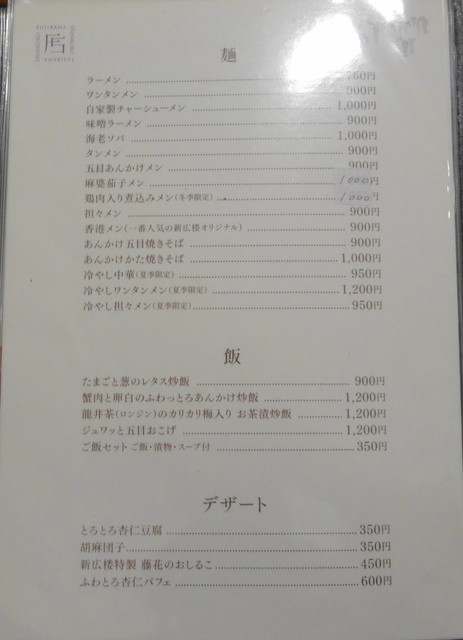 麺
ラーメン 760円
ワンタンメン 900円
自家製チャーシューメン 1,000円
味噌ラーメン 900円
海老ソバ 1,000円
タンメン 900円
五目あんかけメン 900円
麻婆茄子メン 1000円
鶏肉入り煮込みメン(冬季限定) 1000円
担々メン 900円
香港メン(一番人気の新広楼オリジナル) 900円
あんかけ五目焼きそば 900円
あんかけかた焼きそば 1,000円
冷やし中華(夏季限定) 950円
冷やしワンタンメン(夏季限定) 1,200円
冷やし担々メン(夏季限定) 950円
飯
たまごと葱のレタス炒飯 900円
蟹肉と卵白のふわっとろあんかけ炒飯 1,200円
龍井茶(ロンジン)のカリカリ梅入り お茶漬炒飯 1,200円
ジュワッと五目おこげ 1,200円
ご飯セット ご飯・漬物・スープ付 350円
デザート
とろとろ杏仁豆腐 350円
胡麻団子 350円
新広楼特製 藤花のおしるこ 450円
ふわとろ杏仁パフェ 600円